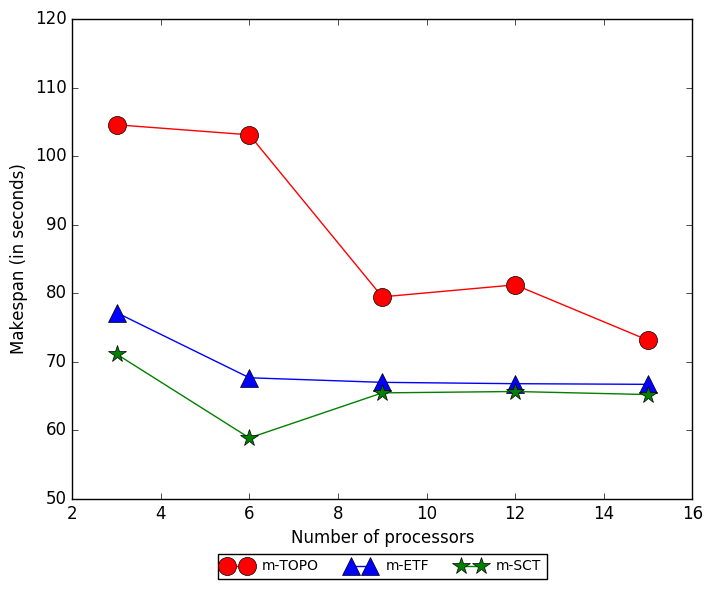 120
110
100
90
80
70
60
50
Makespan (in seconds)
2 4 6 8 10 12 14 16
Number of processors
m-TOPO m-ETF m-SCT